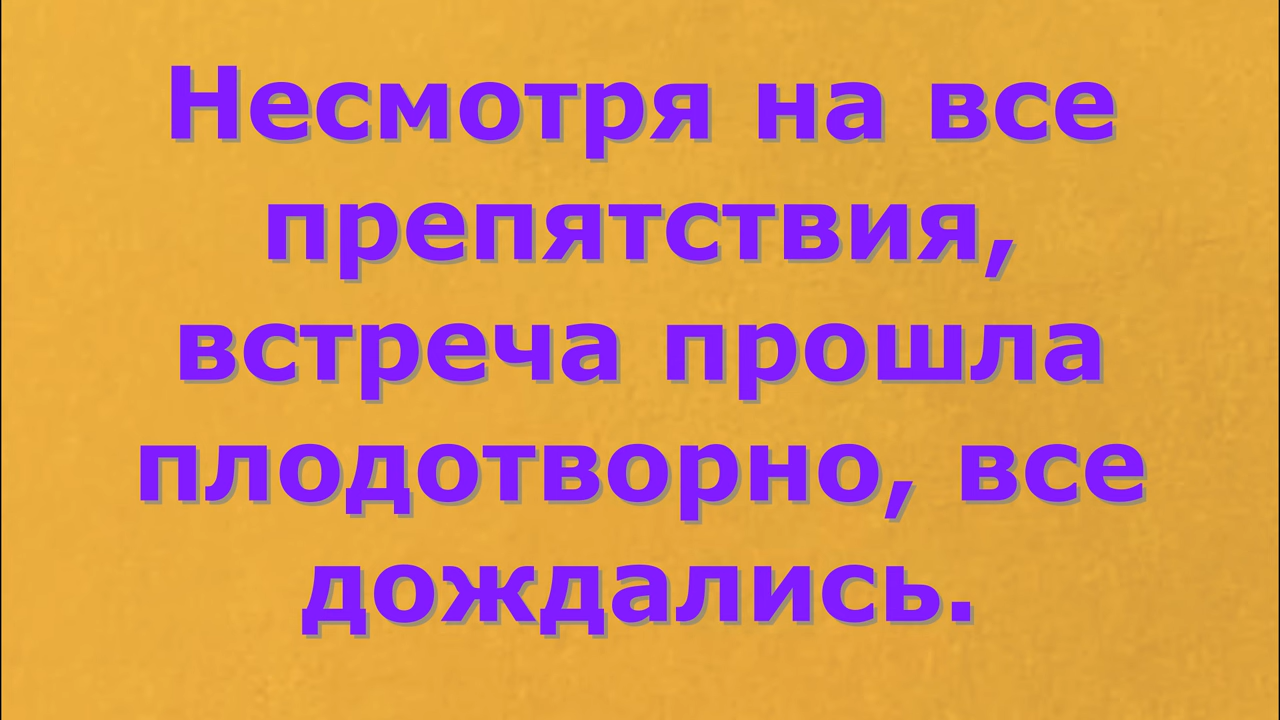 Несмотря на все
препятствия,
встреча прошла
плодотворно, все
дождались.